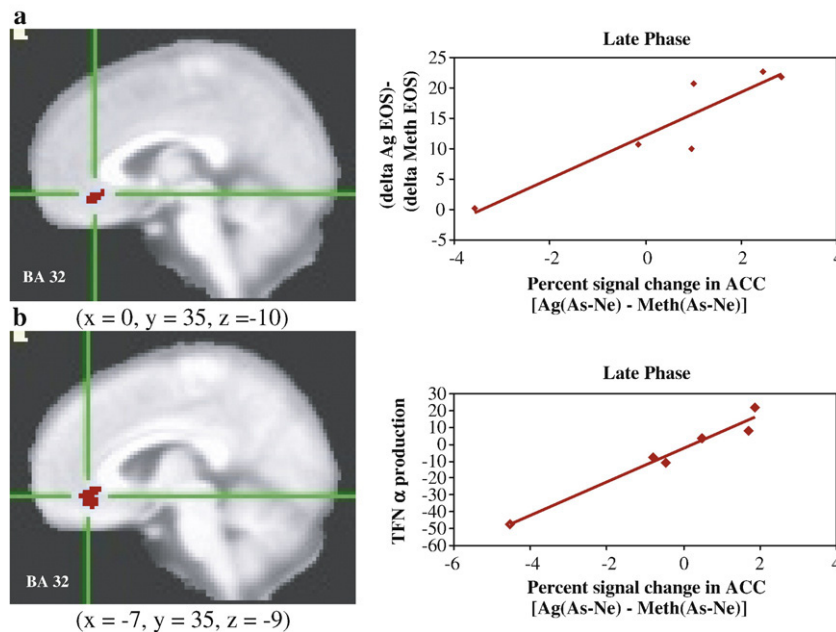 a
BA 32
(x = 0, y = 35, z =-10)
Late Phase
(delta Ag EOS)-
(delta Meth EOS)
25
20
15
10
5
0
-5
-4
-2
0
2
4
Percent signal change in ACC
[Ag(As-Ne) - Meth(As-Ne)]
b
BA 32
(x = -7, y = 35, z = -9)
Late Phase
TFN α production
30
20
10
0
-10
-20
-30
-40
-50
-60
-6
-4
-2
0
2
4
Percent signal change in ACC
[Ag(As-Ne) - Meth(As-Ne)]